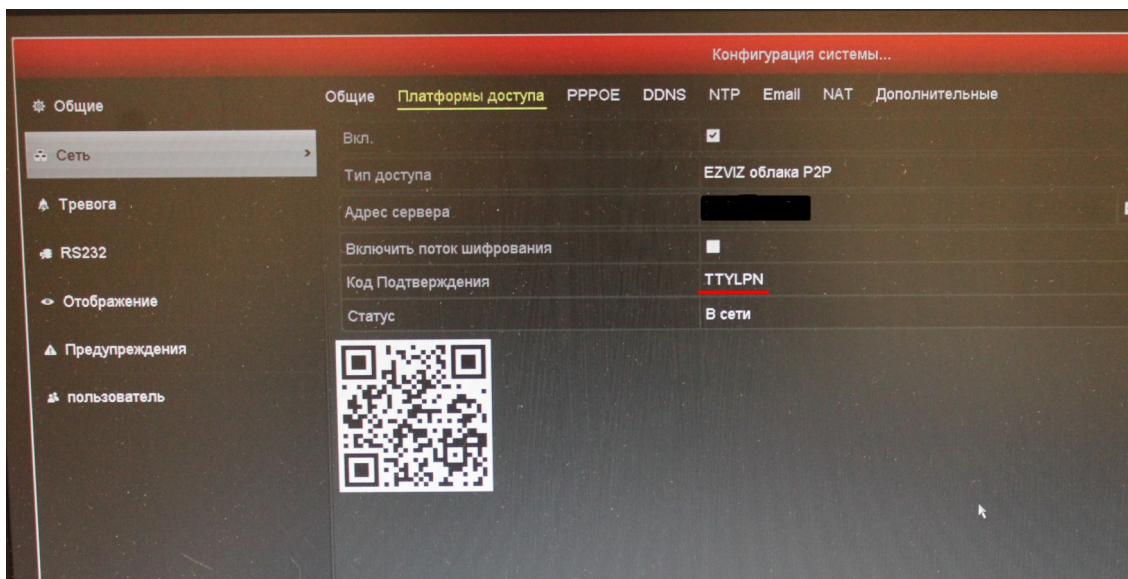 Конфигурация системы...
Общие
Сеть
Тревога
RS232
Отображение
Предупреждения
пользователь
Общие Платформы доступа PPPOE DDNS NTP Email NAT Дополнительные
Вкл.
Тип доступа EZVIZ облака P2P
Адрес сервера
Включить поток шифрования
Код Подтверждения TTYLPN
Статус В сети